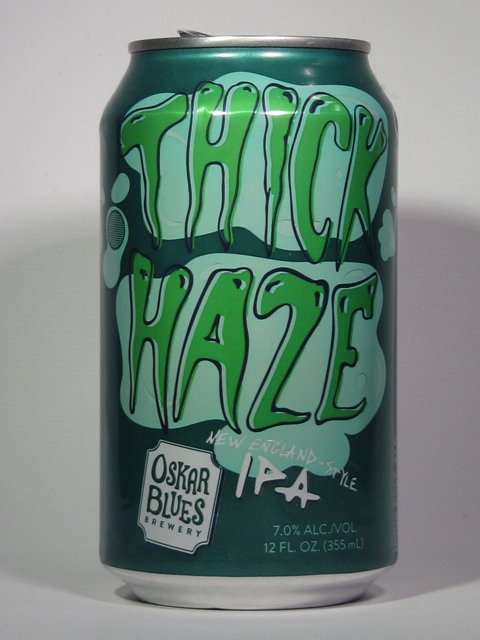 THICK
HAZE
NEW ENGLAND-STYLE
IPA
OSKAR
BLUES
BREWERY
7.0% ALC./VOL.
12 FL. OZ. (355 mL)